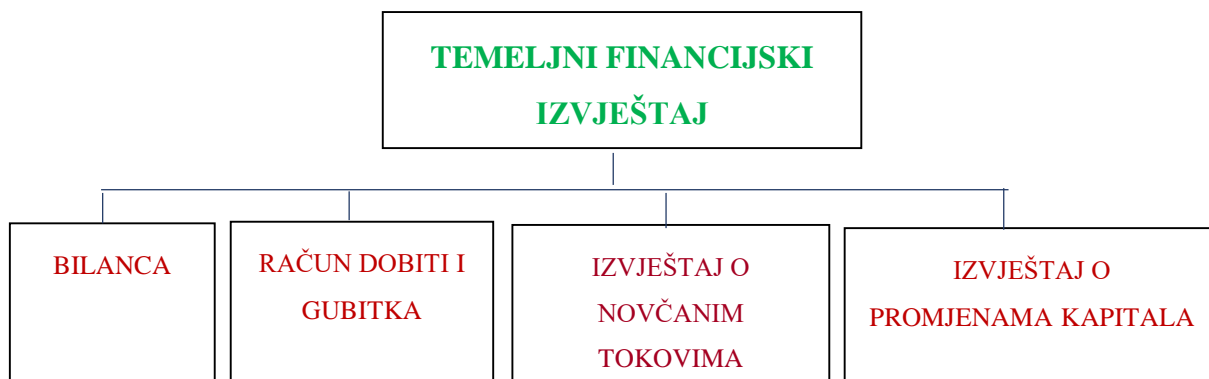 TEMELJNI FINANCIJSKI
IZVJEŠTAJ
BILANCA
RAČUN DOBITI I
GUBITKA
IZVJEŠTAJ O
NOVČANIM
TOKOVIMA
IZVJEŠTAJ O
PROMJENAMA KAPITALA